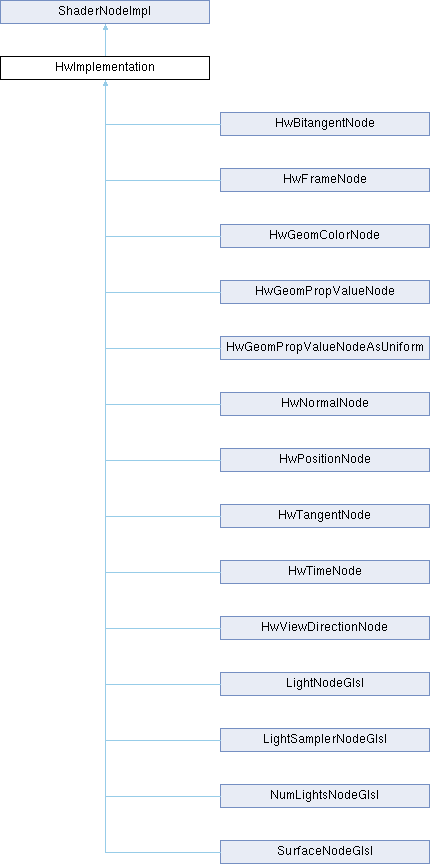 ShaderNodeImpl
HwImplementation
HwBitangentNode
HwFrameNode
HwGeomColorNode
HwGeomPropValueNode
HwGeomPropValueNodeAsUniform
HwNormalNode
HwPositionNode
HwTangentNode
HwTimeNode
HwViewDirectionNode
LightNodeGlsl
LightSamplerNodeGlsl
NumLightsNodeGlsl
SurfaceNodeGlsl